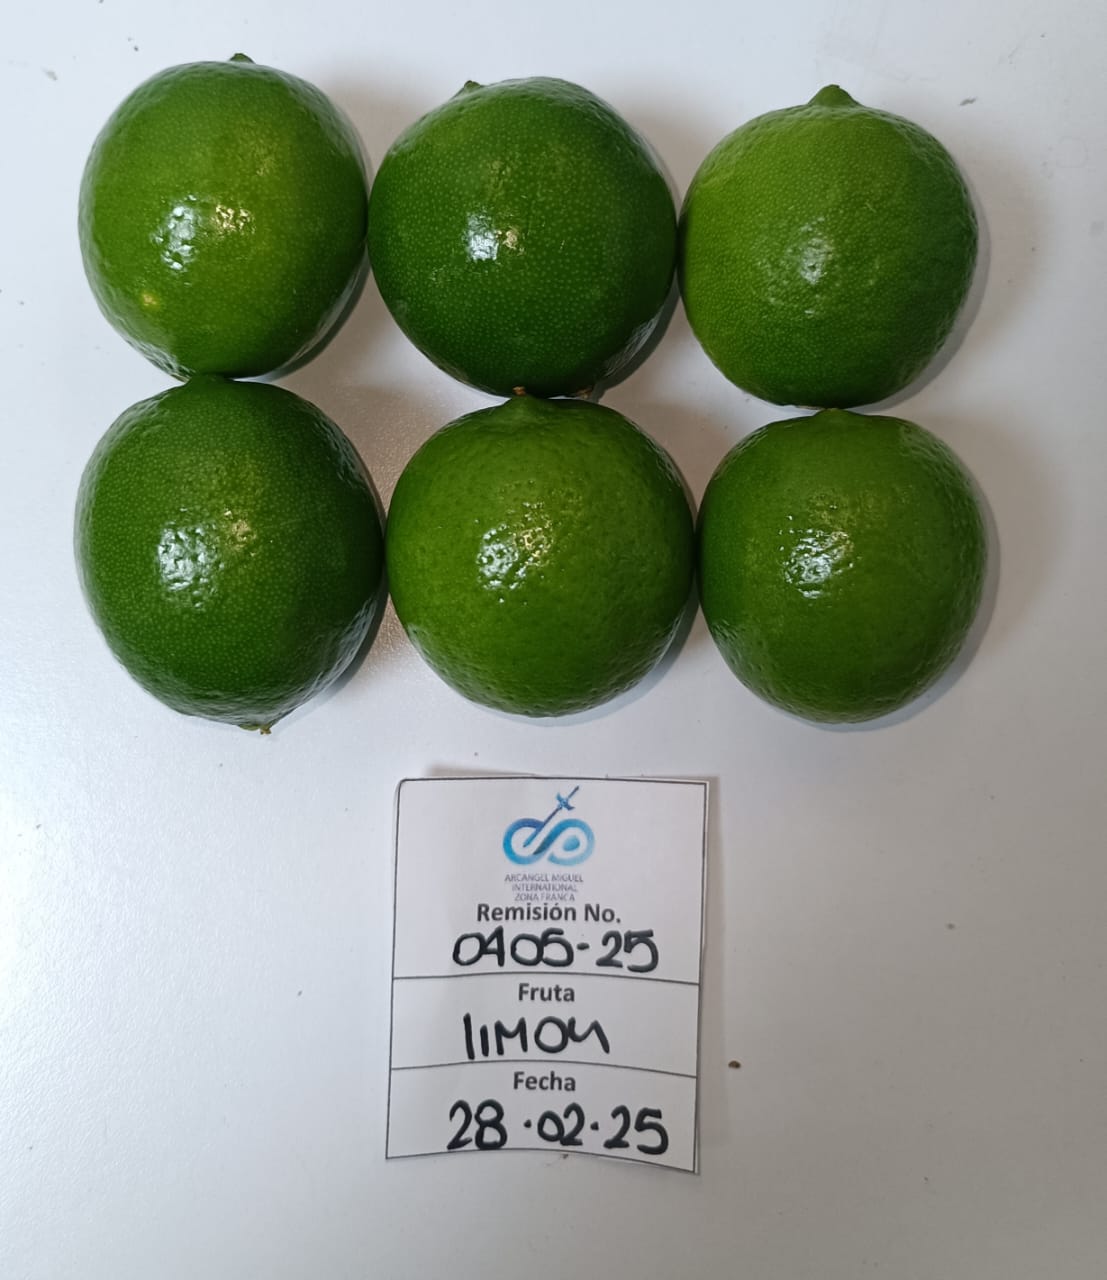 ARCANGEL MIGUEL
INTERNATIONAL
ZONA FRANCA
Remisión No.
0405-25
Fruta
lIMON
Fecha
28.02.25